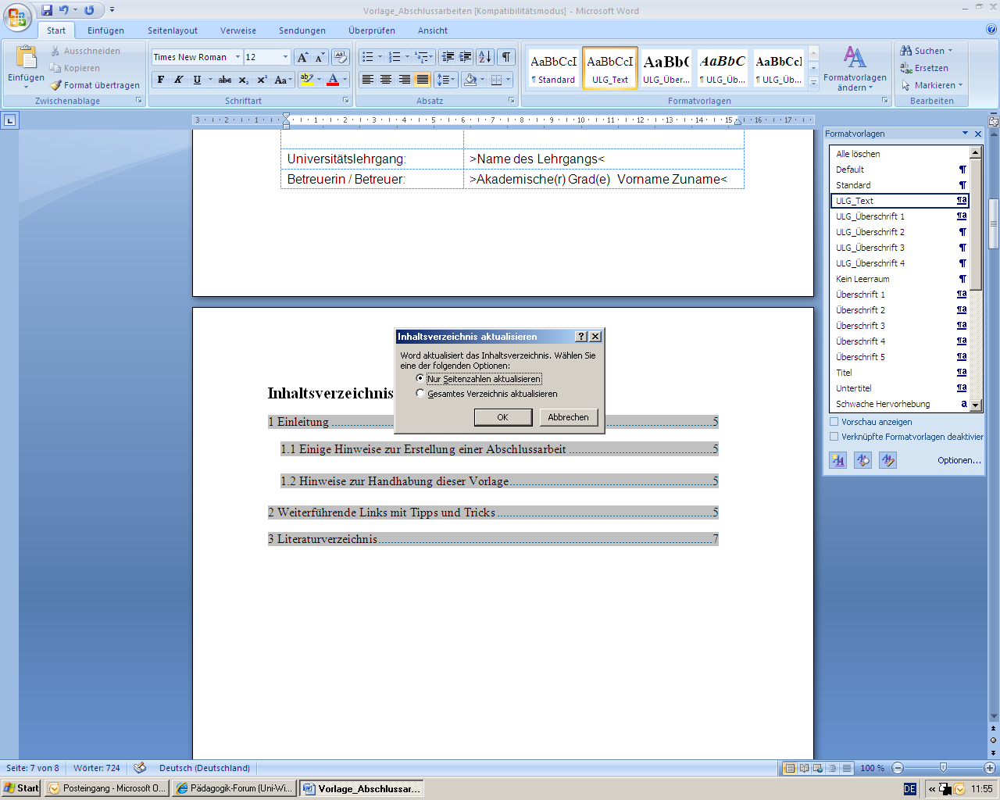 Vorlage_Abschlussarbeiten [Kompatibilitätsmodus] - Microsoft Word
Start Einfügen Seitenlayout Verweise Sendungen Überprüfen Ansicht
Einfügen
Ausschneiden
Kopieren
Format übertragen
Zwischenablage
Times New Roman 12
F K U abc x₂ x² Aa
Schriftart
Absatz
AaBbCcI AaBbCcI AaBb( AaBbC AaBbCcI
¶ Standard ULG_Text ULG_Über... ¶ ULG_Üb... ¶ ULG_Üb...
Formatvorlagen ändern
Formatvorlagen
Suchen
Ersetzen
Markieren
Bearbeiten
3 2 1 1 2 3 4 5 6 7 8 9 10 11 12 13 14 15 16 17
Universitätslehrgang: >Name des Lehrgangs<
Betreuerin / Betreuer: >Akademische(r) Grad(e) Vorname Zuname<
Inhaltsverzeichnis
1 Einleitung 5
1.1 Einige Hinweise zur Erstellung einer Abschlussarbeit 5
1.2 Hinweise zur Handhabung dieser Vorlage 5
2 Weiterführende Links mit Tipps und Tricks 5
3 Literaturverzeichnis 7
Inhaltsverzeichnis aktualisieren
Word aktualisiert das Inhaltsverzeichnis. Wählen Sie
eine der folgenden Optionen:
Nur Seitenzahlen aktualisieren
Gesamtes Verzeichnis aktualisieren
OK Abbrechen
Formatvorlagen
Alle löschen
Default ¶
Standard ¶
ULG_Text ¶a
ULG_Überschrift 1 ¶a
ULG_Überschrift 2 ¶
ULG_Überschrift 3 ¶
ULG_Überschrift 4 ¶
Kein Leerraum ¶
Überschrift 1 ¶a
Überschrift 2 ¶a
Überschrift 3 ¶a
Überschrift 4 ¶a
Überschrift 5 ¶a
Titel ¶a
Untertitel ¶a
Schwache Hervorhebung a
Vorschau anzeigen
Verknüpfte Formatvorlagen deaktivier
Optionen...
Seite: 7 von 8 Wörter: 724 Deutsch (Deutschland) 100 %
Start Posteingang - Microsoft O... Pädagogik-Forum (Uni-Wi... Vorlage_Abschlussar... DE « 11:55